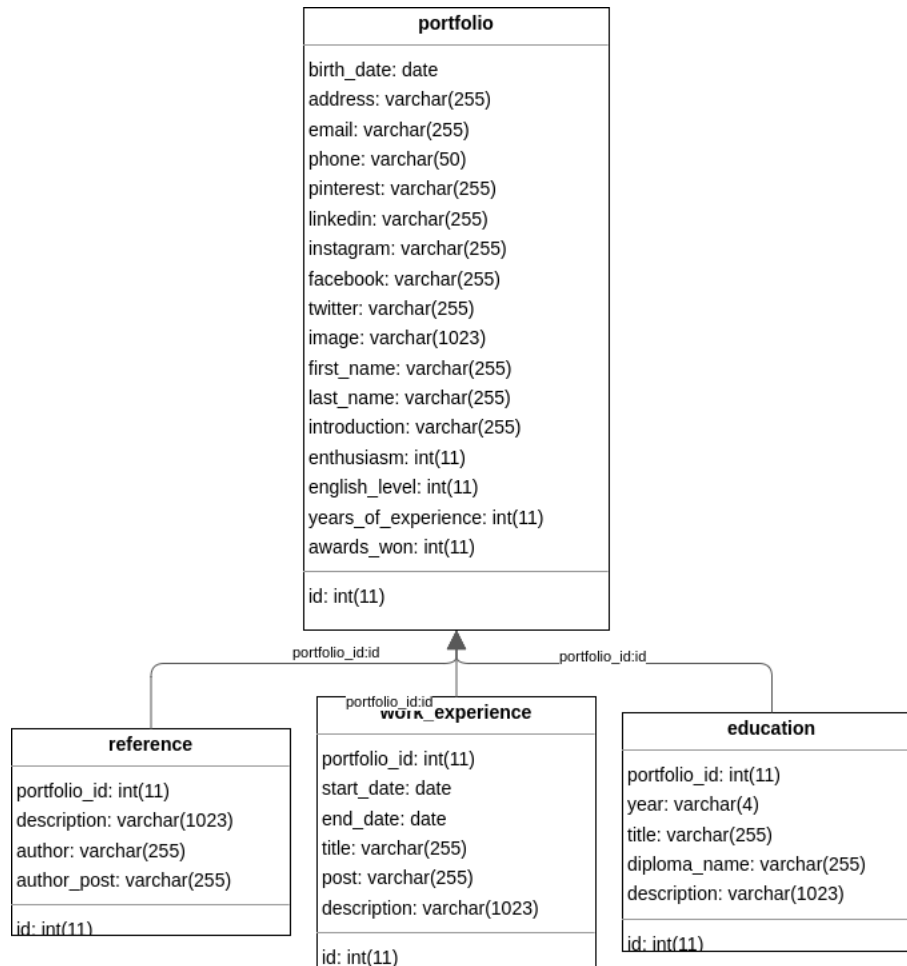 portfolio
birth_date: date
address: varchar(255)
email: varchar(255)
phone: varchar(50)
pinterest: varchar(255)
linkedin: varchar(255)
instagram: varchar(255)
facebook: varchar(255)
twitter: varchar(255)
image: varchar(1023)
first_name: varchar(255)
last_name: varchar(255)
introduction: varchar(255)
enthusiasm: int(11)
english_level: int(11)
years_of_experience: int(11)
awards_won: int(11)
id: int(11)
portfolio_id:id
portfolio_id:id
portfolio_id:id
reference
portfolio_id: int(11)
description: varchar(1023)
author: varchar(255)
author_post: varchar(255)
id: int(11)
work_experience
portfolio_id: int(11)
start_date: date
end_date: date
title: varchar(255)
post: varchar(255)
description: varchar(1023)
id: int(11)
education
portfolio_id: int(11)
year: varchar(4)
title: varchar(255)
diploma_name: varchar(255)
description: varchar(1023)
id: int(11)